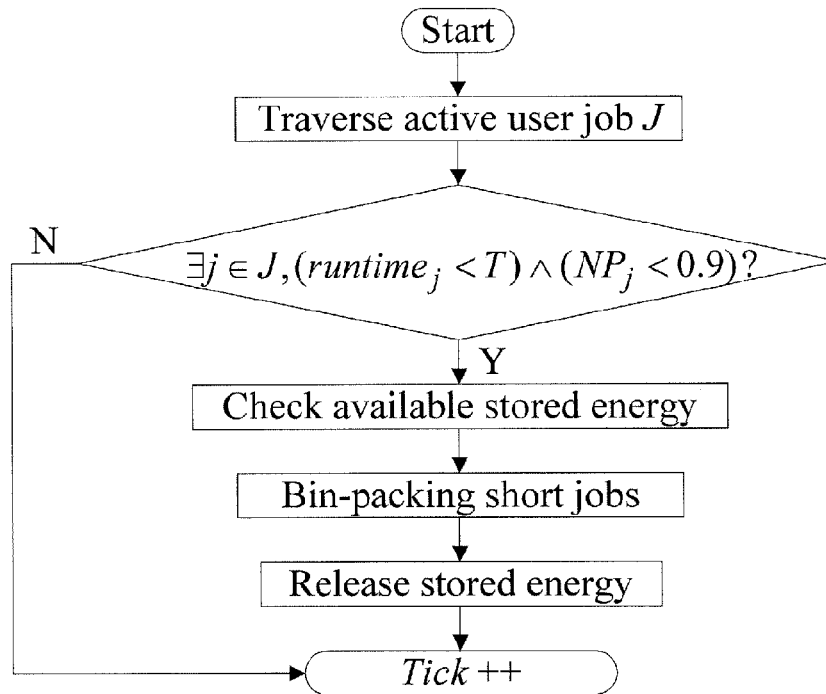 Start
Traverse active user job J
N
∃j ∈ J, (runtime_j < T) ∧ (NP_j < 0.9)?
Y
Check available stored energy
Bin-packing short jobs
Release stored energy
Tick ++